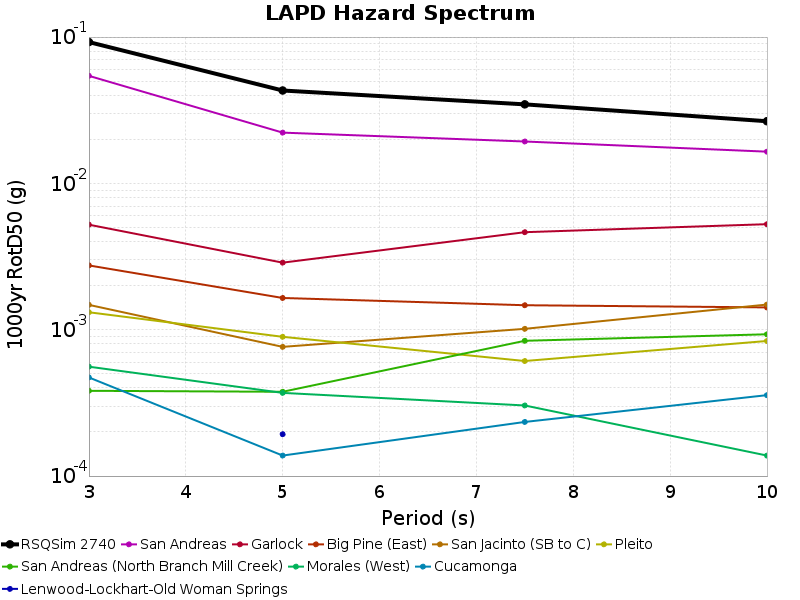 LAPD Hazard Spectrum
1000yr RotD50 (g)
10-1
10-2
10-3
10-4
3 4 5 6 7 8 9 10
Period (s)
RSQSim 2740 San Andreas Garlock Big Pine (East) San Jacinto (SB to C) Pleito
San Andreas (North Branch Mill Creek) Morales (West) Cucamonga
Lenwood-Lockhart-Old Woman Springs